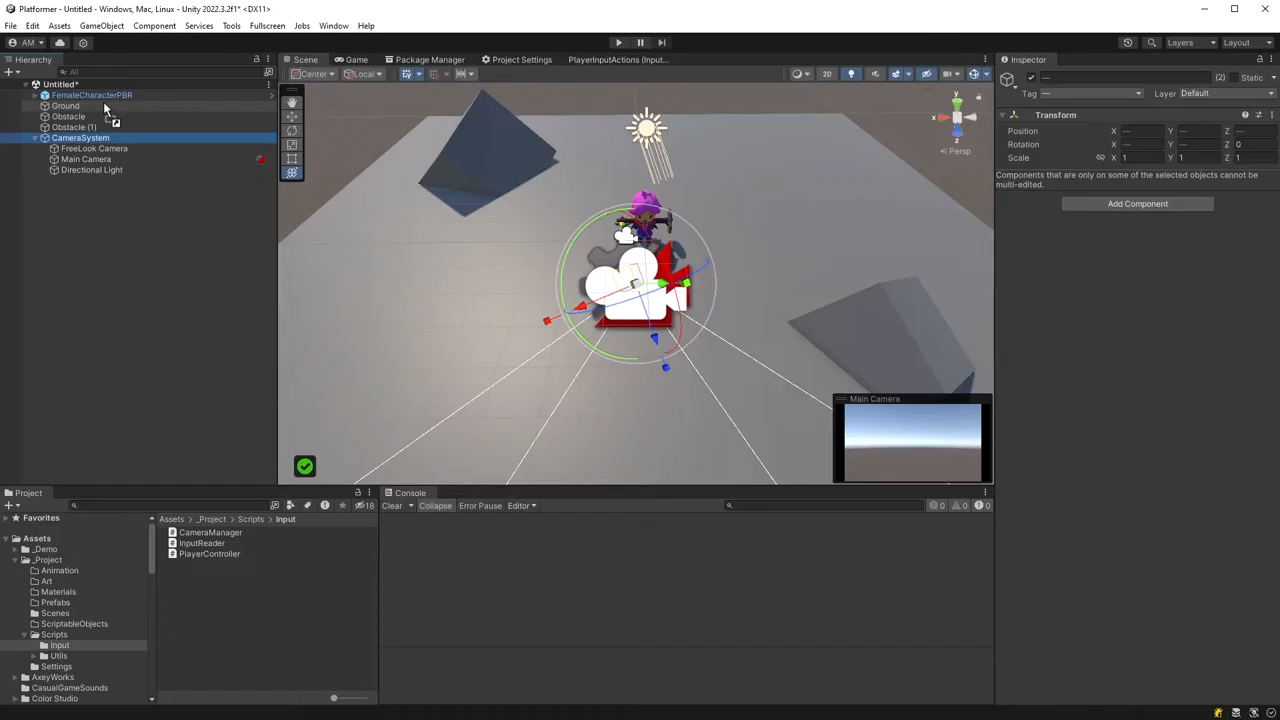 Platformer - Untitled - Windows, Mac, Linux - Unity 2022.3.2f1* <DX11>
File Edit Assets GameObject Component Services Tools Fullscreen Jobs Window Help
AM Layers Layout
Hierarchy Scene Game Package Manager Project Settings PlayerInputActions (Input... Inspector
All Center Local 2D
Untitled* — (2) Static
FemaleCharacterPBR Tag — Layer Default
Ground
Obstacle Transform
Obstacle (1) Position X — Y — Z —
CameraSystem Rotation X — Y — Z 0
FreeLook Camera Scale X 1 Y 1 Z 1
Main Camera
Directional Light
y
x
z
Persp
Components that are only on some of the selected objects cannot be
multi-edited.
Add Component
Main Camera
Project Console
18 Clear Collapse Error Pause Editor 0 0 0
Favorites Assets > _Project > Scripts > Input
Assets CameraManager
_Demo InputReader
_Project PlayerController
Animation
Art
Materials
Prefabs
Scenes
ScriptableObjects
Scripts
Input
Utils
Settings
AxeyWorks
CasualGameSounds
Color Studio